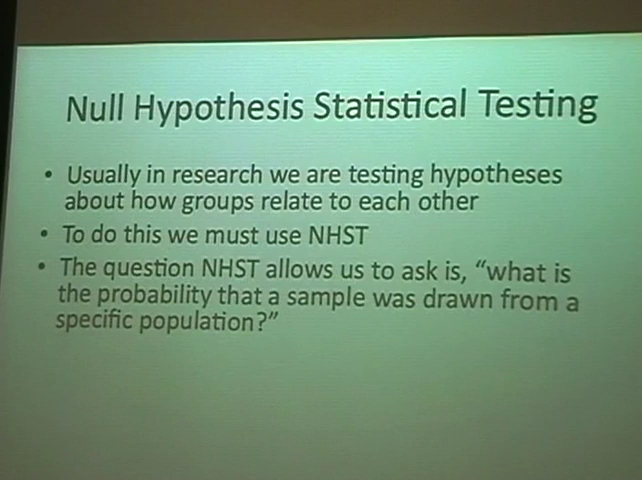 Null Hypothesis Statistical Testing
• Usually in research we are testing hypotheses
about how groups relate to each other
• To do this we must use NHST
• The question NHST allows us to ask is, “what is
the probability that a sample was drawn from a
specific population?”